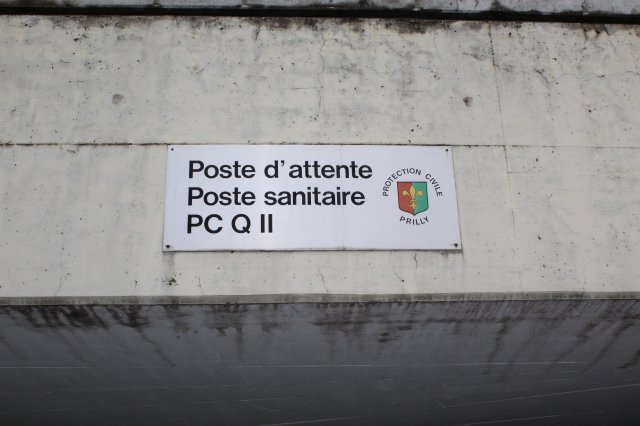 Poste d'attente
Poste sanitaire
PC Q II
PROTECTION CIVILE
PRILLY